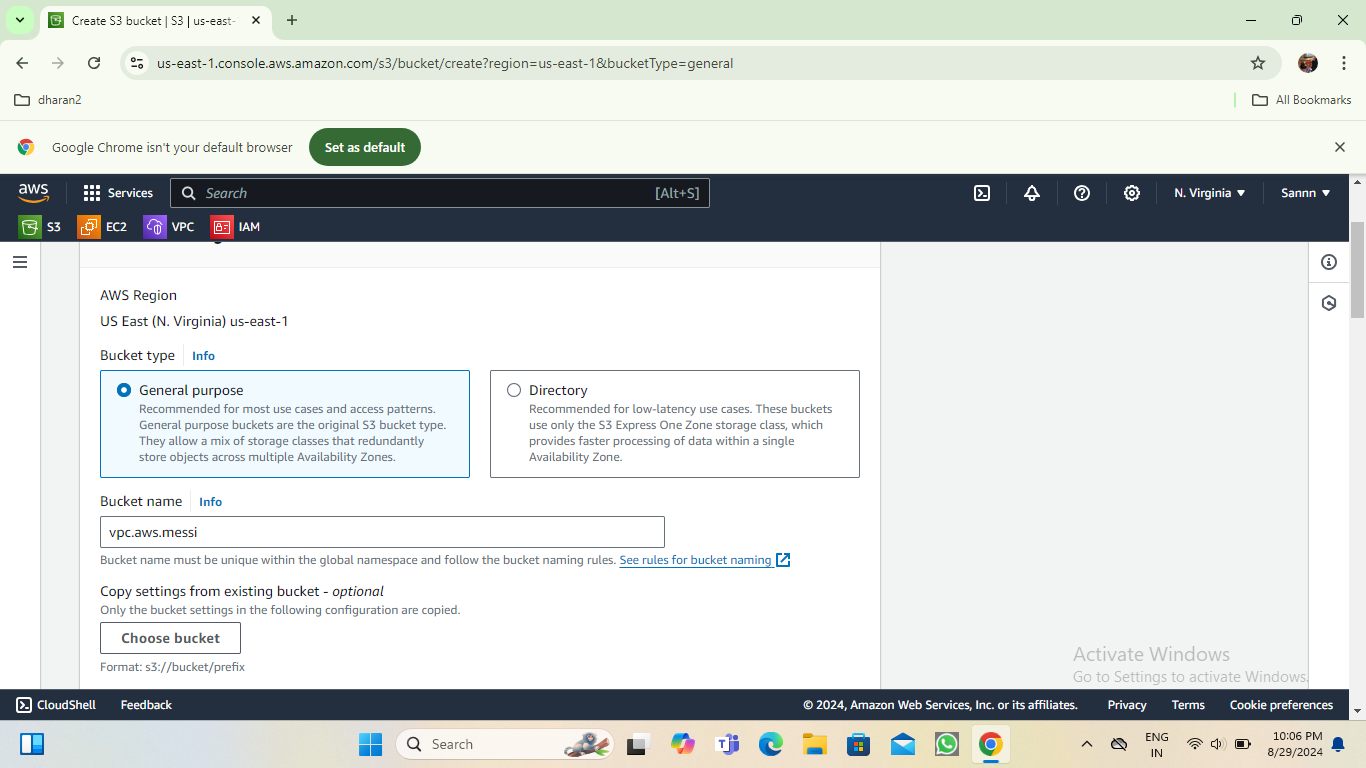 Create S3 bucket | S3 | us-east-
us-east-1.console.aws.amazon.com/s3/bucket/create?region=us-east-1&bucketType=general
dharan2
All Bookmarks
Google Chrome isn't your default browser
Set as default
aws
Services
Search
[Alt+S]
N. Virginia
Sannn
S3
EC2
VPC
IAM
AWS Region
US East (N. Virginia) us-east-1
Bucket type
Info
General purpose
Recommended for most use cases and access patterns.
General purpose buckets are the original S3 bucket type.
They allow a mix of storage classes that redundantly
store objects across multiple Availability Zones.
Directory
Recommended for low-latency use cases. These buckets
use only the S3 Express One Zone storage class, which
provides faster processing of data within a single
Availability Zone.
Bucket name
Info
vpc.aws.messi
Bucket name must be unique within the global namespace and follow the bucket naming rules. See rules for bucket naming
Copy settings from existing bucket - optional
Only the bucket settings in the following configuration are copied.
Choose bucket
Format: s3://bucket/prefix
Activate Windows
Go to Settings to activate Windows.
CloudShell
Feedback
© 2024, Amazon Web Services, Inc. or its affiliates.
Privacy
Terms
Cookie preferences
Search
ENG
IN
10:06 PM
8/29/2024